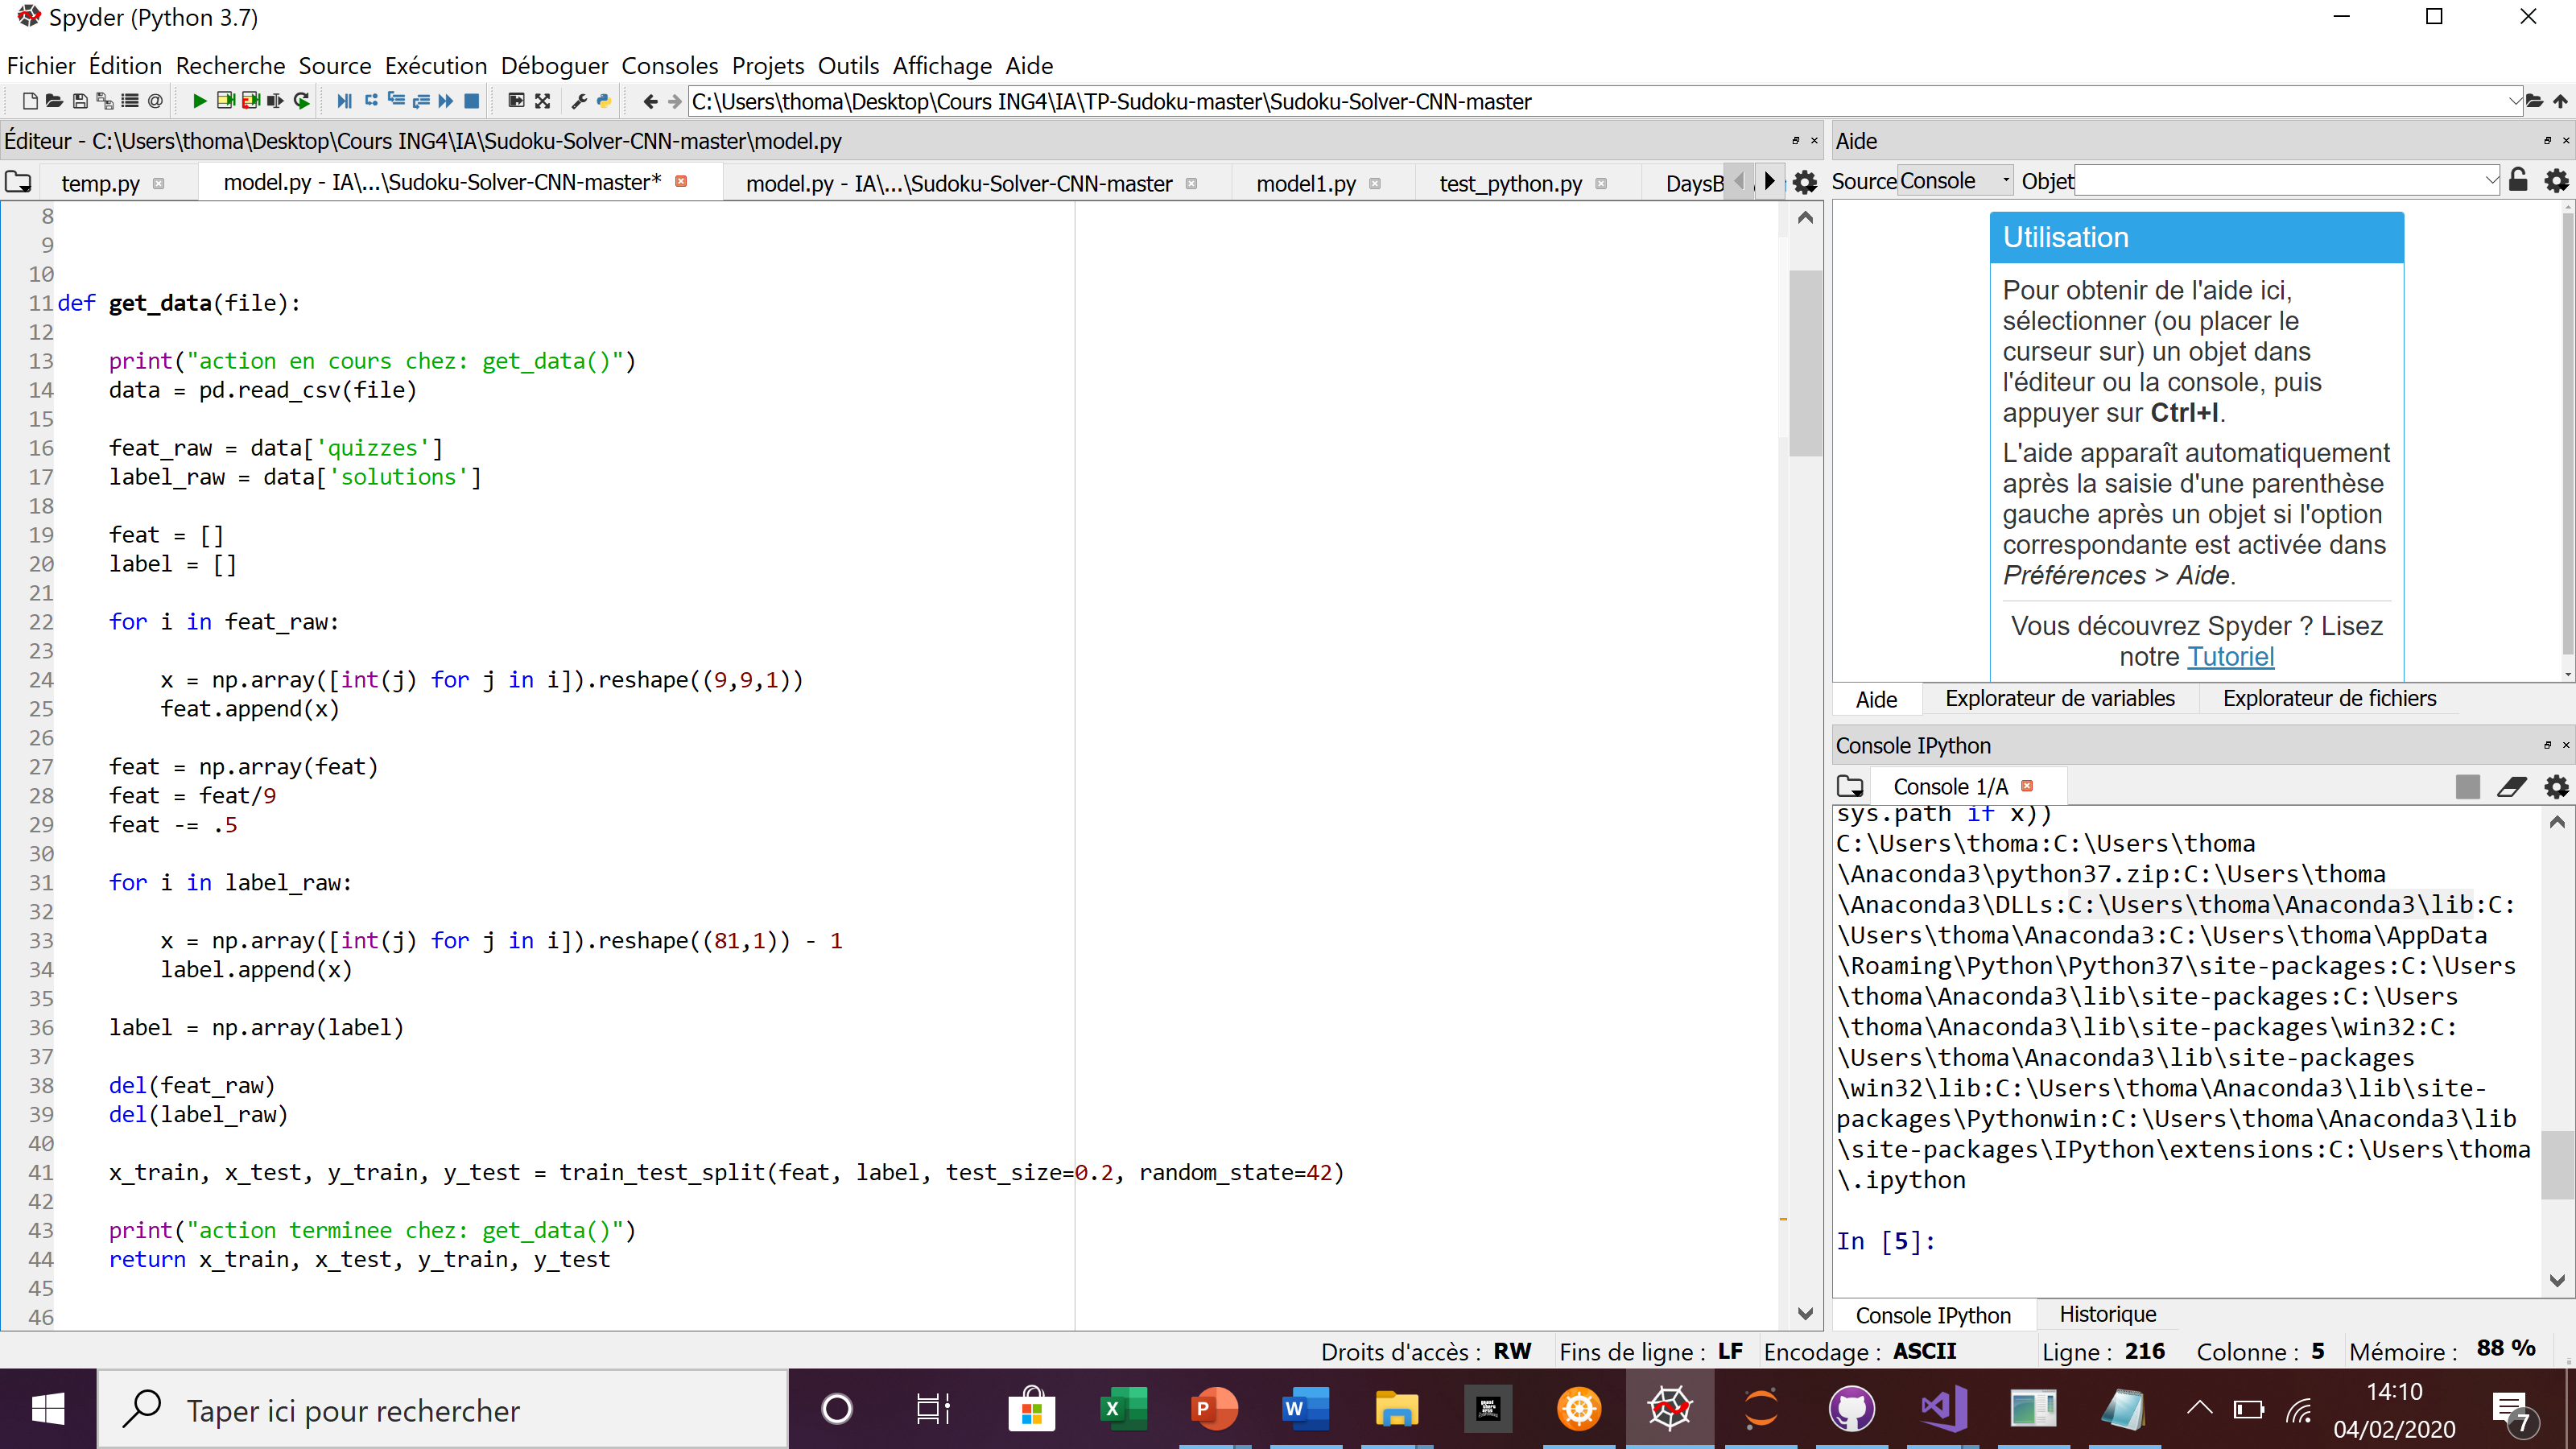 Spyder (Python 3.7)
Fichier Édition Recherche Source Exécution Déboguer Consoles Projets Outils Affichage Aide
C:\Users\thoma\Desktop\Cours ING4\IA\TP-Sudoku-master\Sudoku-Solver-CNN-master
Éditeur - C:\Users\thoma\Desktop\Cours ING4\IA\Sudoku-Solver-CNN-master\model.py
temp.py
model.py - IA\...\Sudoku-Solver-CNN-master*
model.py - IA\...\Sudoku-Solver-CNN-master
model1.py
test_python.py
DaysB
8
9
10
11 def get_data(file):
12
13     print("action en cours chez: get_data()")
14     data = pd.read_csv(file)
15
16     feat_raw = data['quizzes']
17     label_raw = data['solutions']
18
19     feat = []
20     label = []
21
22     for i in feat_raw:
23
24         x = np.array([int(j) for j in i]).reshape((9,9,1))
25         feat.append(x)
26
27     feat = np.array(feat)
28     feat = feat/9
29     feat -= .5
30
31     for i in label_raw:
32
33         x = np.array([int(j) for j in i]).reshape((81,1)) - 1
34         label.append(x)
35
36     label = np.array(label)
37
38     del(feat_raw)
39     del(label_raw)
40
41     x_train, x_test, y_train, y_test = train_test_split(feat, label, test_size=0.2, random_state=42)
42
43     print("action terminee chez: get_data()")
44     return x_train, x_test, y_train, y_test
45
46
Aide
Source Console Objet
Utilisation
Pour obtenir de l'aide ici,
sélectionner (ou placer le
curseur sur) un objet dans
l'éditeur ou la console, puis
appuyer sur Ctrl+I.
L'aide apparaît automatiquement
après la saisie d'une parenthèse
gauche après un objet si l'option
correspondante est activée dans
Préférences > Aide.
Vous découvrez Spyder ? Lisez
notre Tutoriel
Aide Explorateur de variables Explorateur de fichiers
Console IPython
Console 1/A
sys.path if x))
C:\Users\thoma:C:\Users\thoma
\Anaconda3\python37.zip:C:\Users\thoma
\Anaconda3\DLLs:C:\Users\thoma\Anaconda3\lib:C:
\Users\thoma\Anaconda3:C:\Users\thoma\AppData
\Roaming\Python\Python37\site-packages:C:\Users
\thoma\Anaconda3\lib\site-packages:C:\Users
\thoma\Anaconda3\lib\site-packages\win32:C:
\Users\thoma\Anaconda3\lib\site-packages
\win32\lib:C:\Users\thoma\Anaconda3\lib\site-
packages\Pythonwin:C:\Users\thoma\Anaconda3\lib
\site-packages\IPython\extensions:C:\Users\thoma
\.ipython
In [5]:
Console IPython Historique
Droits d'accès : RW Fins de ligne : LF Encodage : ASCII Ligne : 216 Colonne : 5 Mémoire : 88 %
Taper ici pour rechercher
14:10
04/02/2020
7